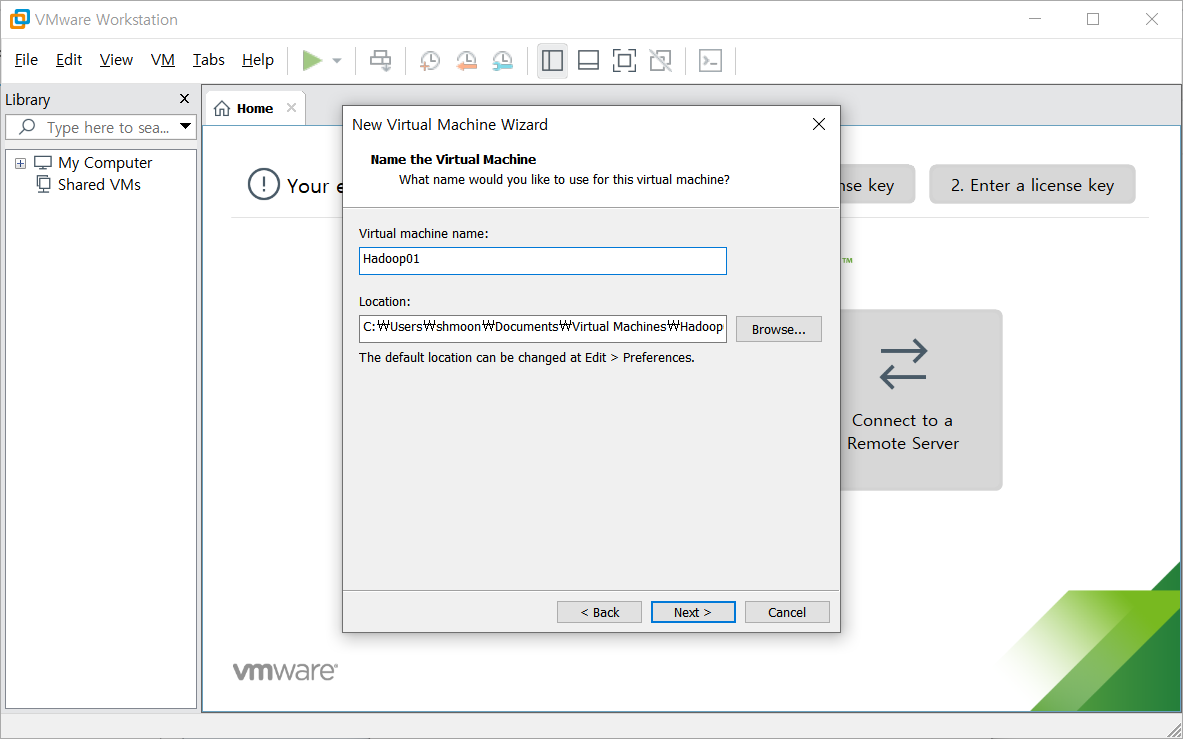 VMware Workstation
File Edit View VM Tabs Help
Library
Type here to sea...
My Computer
Shared VMs
Home
Your
New Virtual Machine Wizard
Name the Virtual Machine
What name would you like to use for this virtual machine?
key
2. Enter a license key
Virtual machine name:
Hadoop01
Location:
C:₩Users₩shmoon₩Documents₩Virtual Machines₩Hadoop
Browse...
The default location can be changed at Edit > Preferences.
™
Connect to a
Remote Server
< Back Next > Cancel
vmware®